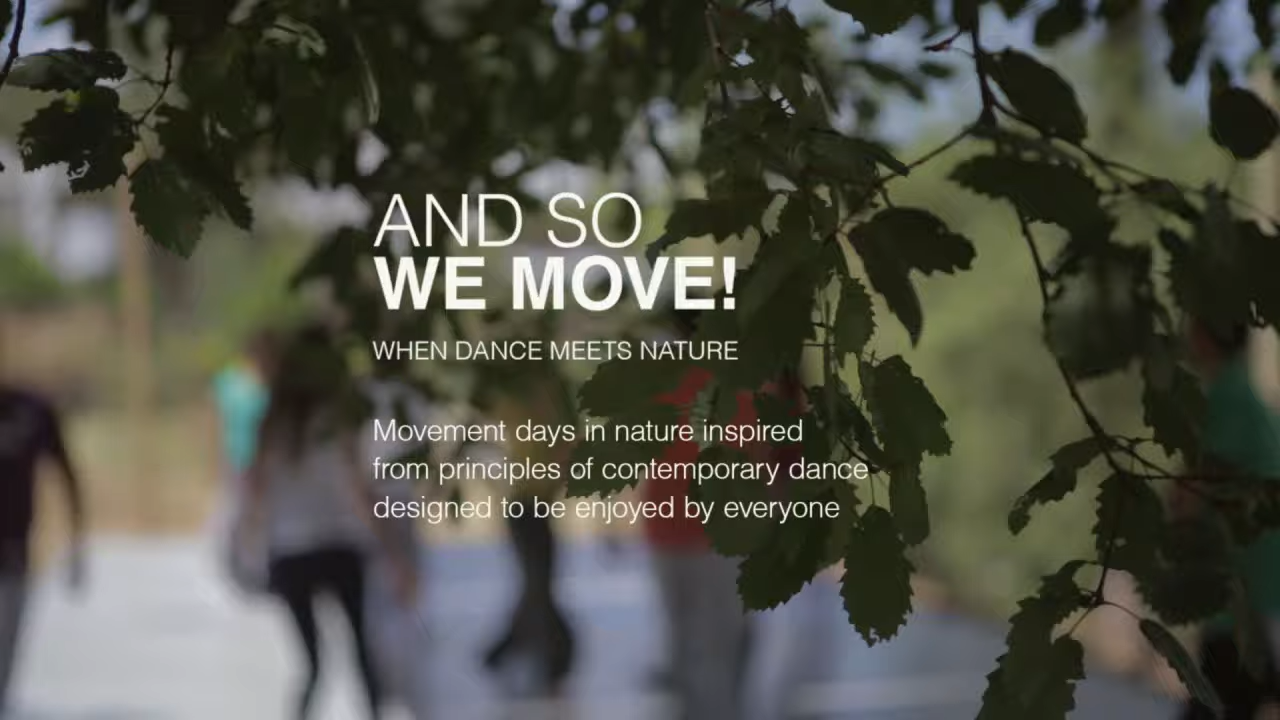 AND SO
WE MOVE!
WHEN DANCE MEETS NATURE
Movement days in nature inspired
from principles of contemporary dance
designed to be enjoyed by everyone